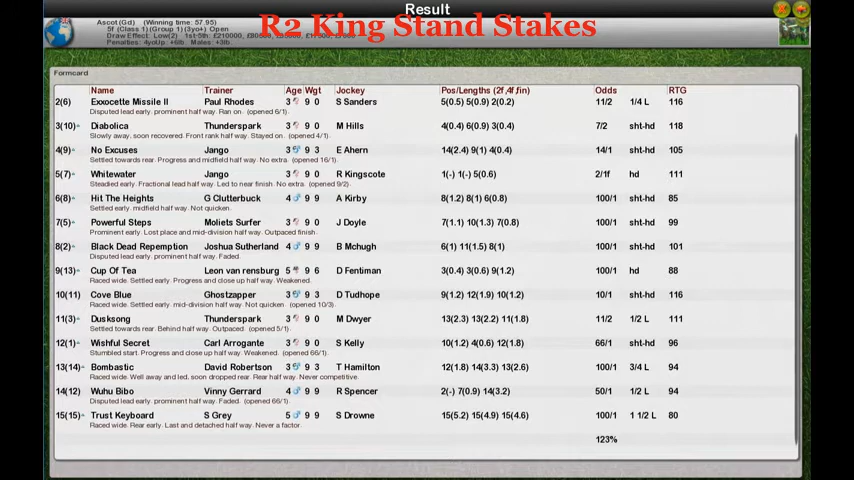 Result
R2 King Stand Stakes
Ascot(Gd) (Winning time: 57.95)
5f (Class 1)(Group 1) (3yo+) Open
Draw Effect: Low(2) 1st-5th: £210000,
Penalties: 4yoUp: +6lb. Males: +3lb.
Formcard
Name Trainer Age Wgt Jockey Pos/Lengths (2f,4f,fin) Odds RTG
2(6) Exxocette Missile II Paul Rhodes 3 9 0 S Sanders 5(0.5) 5(0.9) 2(0.2) 11/2 1/4 L 116
Disputed lead early. prominent half way. Ran on. (opened 6/1)
3(10) Diabolica Thunderspark 3 9 0 M Hills 4(0.4) 6(0.9) 3(0.4) 7/2 sht-hd 118
Slowly away. soon recovered. Front rank half way. Stayed on. (opened 4/1)
4(9) No Excuses Jango 3 9 3 E Ahern 14(2.4) 9(1) 4(0.4) 14/1 sht-hd 105
Settled towards rear. Progress and midfield half way. No extra. (opened 16/1)
5(7) Whitewater Jango 3 9 0 R Kingscote 1(-) 1(-) 5(0.6) 2/1f hd 111
Steadied early. Fractional lead half way. Led to near finish. No extra. (opened 9/2)
6(8) Hit The Heights G Clutterbuck 4 9 9 A Kirby 8(1.2) 8(1) 6(0.8) 100/1 sht-hd 85
Settled early. midfield half way. Not quicken.
7(5) Powerful Steps Moliets Surfer 3 9 0 J Doyle 7(1.1) 10(1.3) 7(0.8) 100/1 sht-hd 99
Prominent early. Lost place and mid-division half way. Outpaced finish.
8(2) Black Dead Repemption Joshua Sutherland 4 9 9 B Mchugh 6(1) 11(1.5) 8(1) 100/1 sht-hd 101
Disputed lead early. prominent half way. Faded.
9(13) Cup Of Tea Leon van rensburg 5 9 6 D Fentiman 3(0.4) 3(0.6) 9(1.2) 100/1 hd 88
Raced wide. Settled early. Progress and close up half way. Weakened.
10(11) Cove Blue Ghostzapper 3 9 3 D Tudhope 9(1.2) 12(1.9) 10(1.2) 10/1 sht-hd 116
Raced wide. Settled early. mid-division half way. Not quicken. (opened 10/3)
11(3) Dusksong Thunderspark 3 9 0 M Dwyer 13(2.3) 13(2.2) 11(1.8) 11/2 1/2 L 111
Settled towards rear. Behind half way. Outpaced. (opened 5/1)
12(1) Wishful Secret Carl Arrogante 3 9 0 S Kelly 10(1.2) 4(0.6) 12(1.8) 66/1 sht-hd 96
Stumbled start. Progress and close up half way. Weakened. (opened 66/1)
13(14) Bombastic David Robertson 3 9 3 T Hamilton 12(1.8) 14(3.3) 13(2.6) 100/1 3/4 L 94
Raced wide. Well away and led. soon dropped rear. Rear half way. Never competitive.
14(12) Wuhu Bibo Vinny Gerrard 4 9 9 R Spencer 2(-) 7(0.9) 14(3.2) 50/1 1/2 L 94
Disputed lead early. prominent half way. Faded. (opened 66/1)
15(15) Trust Keyboard S Grey 5 9 9 S Drowne 15(5.2) 15(4.9) 15(4.6) 100/1 1 1/2 L 80
Raced wide. Rear early. Last and detached half way. Never a factor.
123%